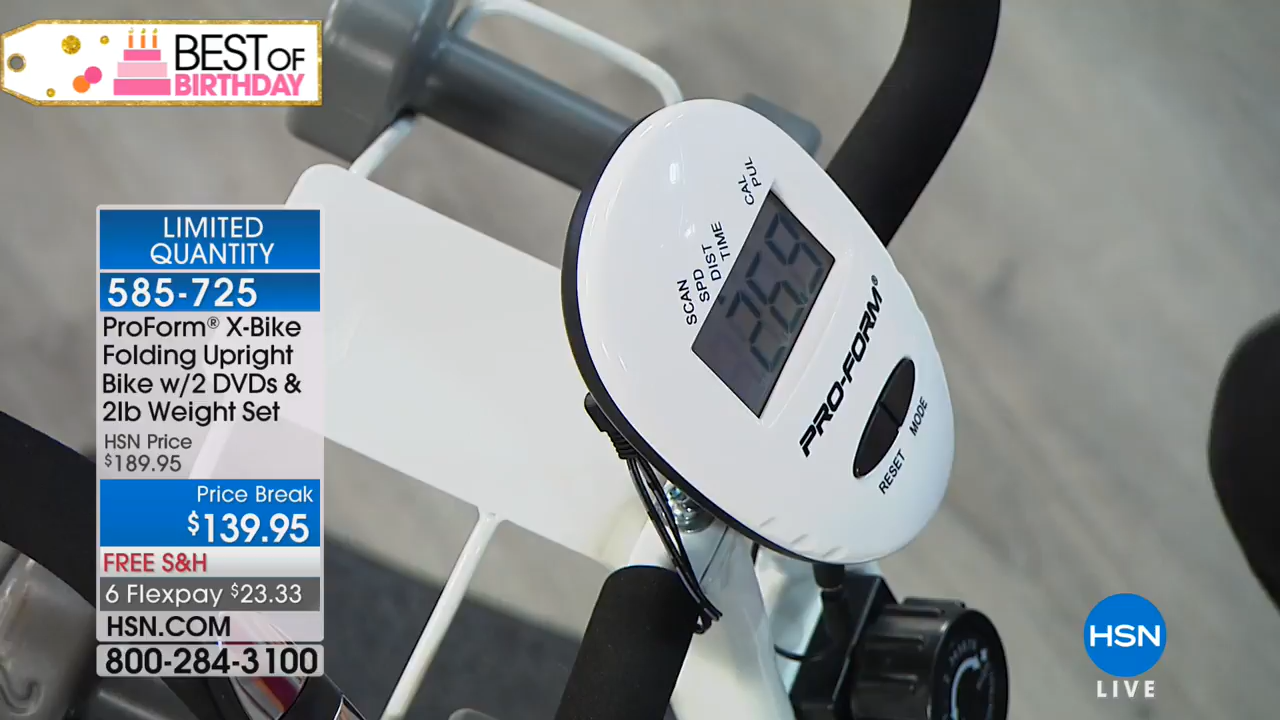 BEST OF
BIRTHDAY
LIMITED
QUANTITY
585-725
ProForm® X-Bike
Folding Upright
Bike w/2 DVDs &
2lb Weight Set
HSN Price
$189.95
Price Break
$139.95
FREE S&H
6 Flexpay $23.33
HSN.COM
800-284-3100
SCAN
SPD
DIST
TIME
CAL
PUL
26.9
PRO-FORM®
RESET
MODE
HSN
LIVE